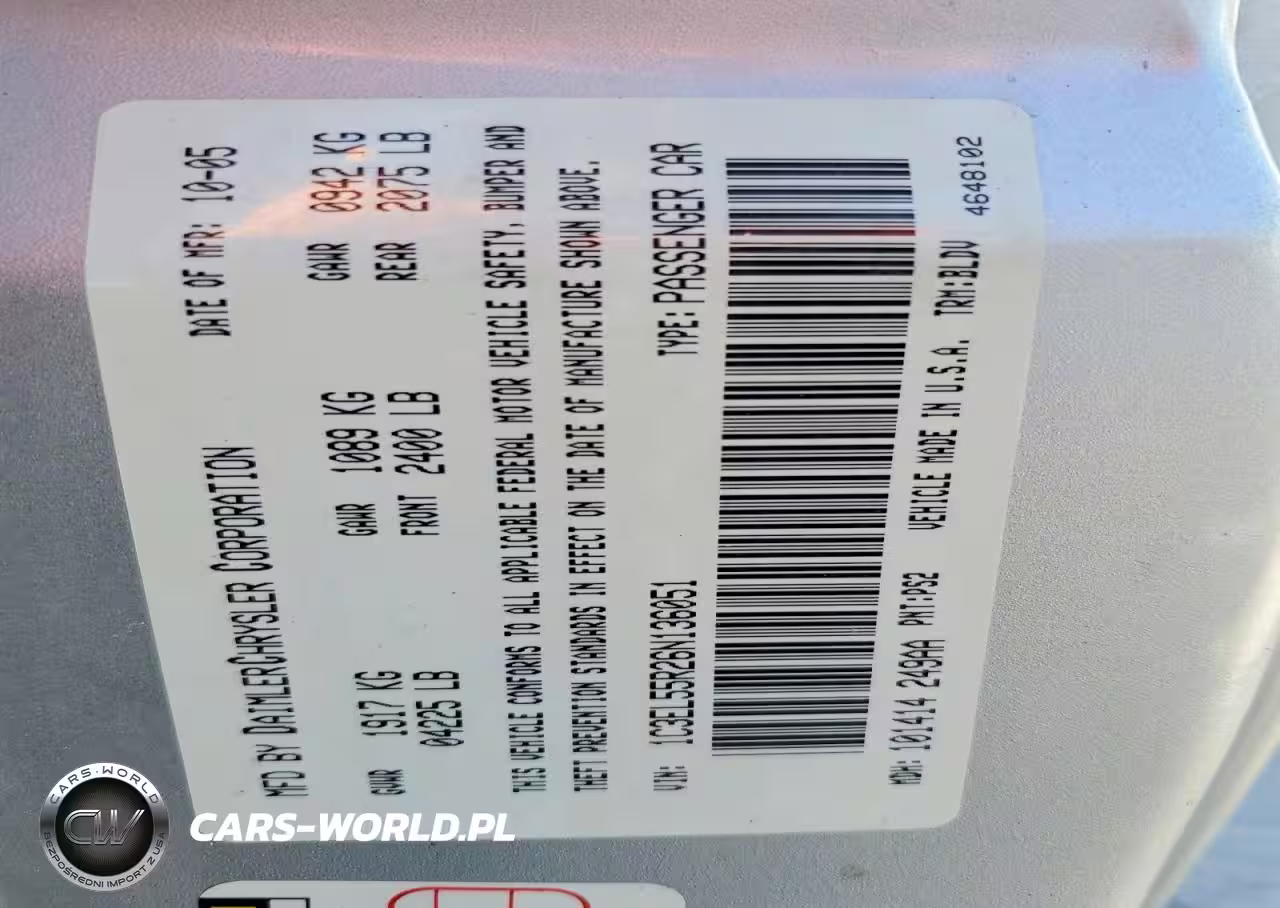 MFD BY DAIMLERCHRYSLER CORPORATION DATE OF MFR: 10-05
GVWR 1917 KG GAWR 1089 KG GAWR 0942 KG
04225 LB FRONT 2400 LB REAR 2075 LB
THIS VEHICLE CONFORMS TO ALL APPLICABLE FEDERAL MOTOR VEHICLE SAFETY, BUMPER AND
THEFT PREVENTION STANDARDS IN EFFECT ON THE DATE OF MANUFACTURE SHOWN ABOVE.
VIN: 1C3EL55R26N136051 TYPE: PASSENGER CAR
MDH: 101414 249AA PNT:PS2 VEHICLE MADE IN U.S.A. TRM:BLDV
4648102
CARS-WORLD
CW
BEZPOŚREDNI IMPORT Z USA
CARS-WORLD.PL